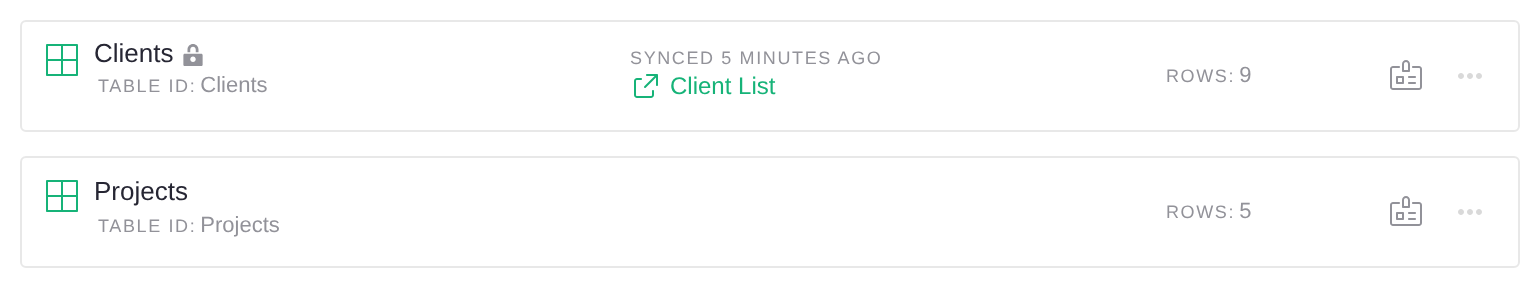 Clients
TABLE ID: Clients
SYNCED 5 MINUTES AGO
Client List
ROWS: 9
Projects
TABLE ID: Projects
ROWS: 5